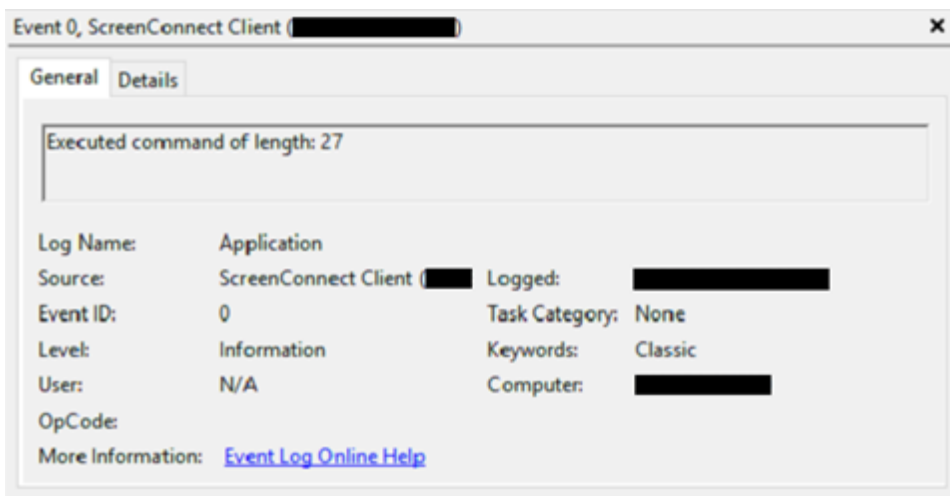 Event 0, ScreenConnect Client ( )
General Details
Executed command of length: 27
Log Name: Application
Source: ScreenConnect Client ( Logged:
Event ID: 0 Task Category: None
Level: Information Keywords: Classic
User: N/A Computer:
OpCode:
More Information: Event Log Online Help